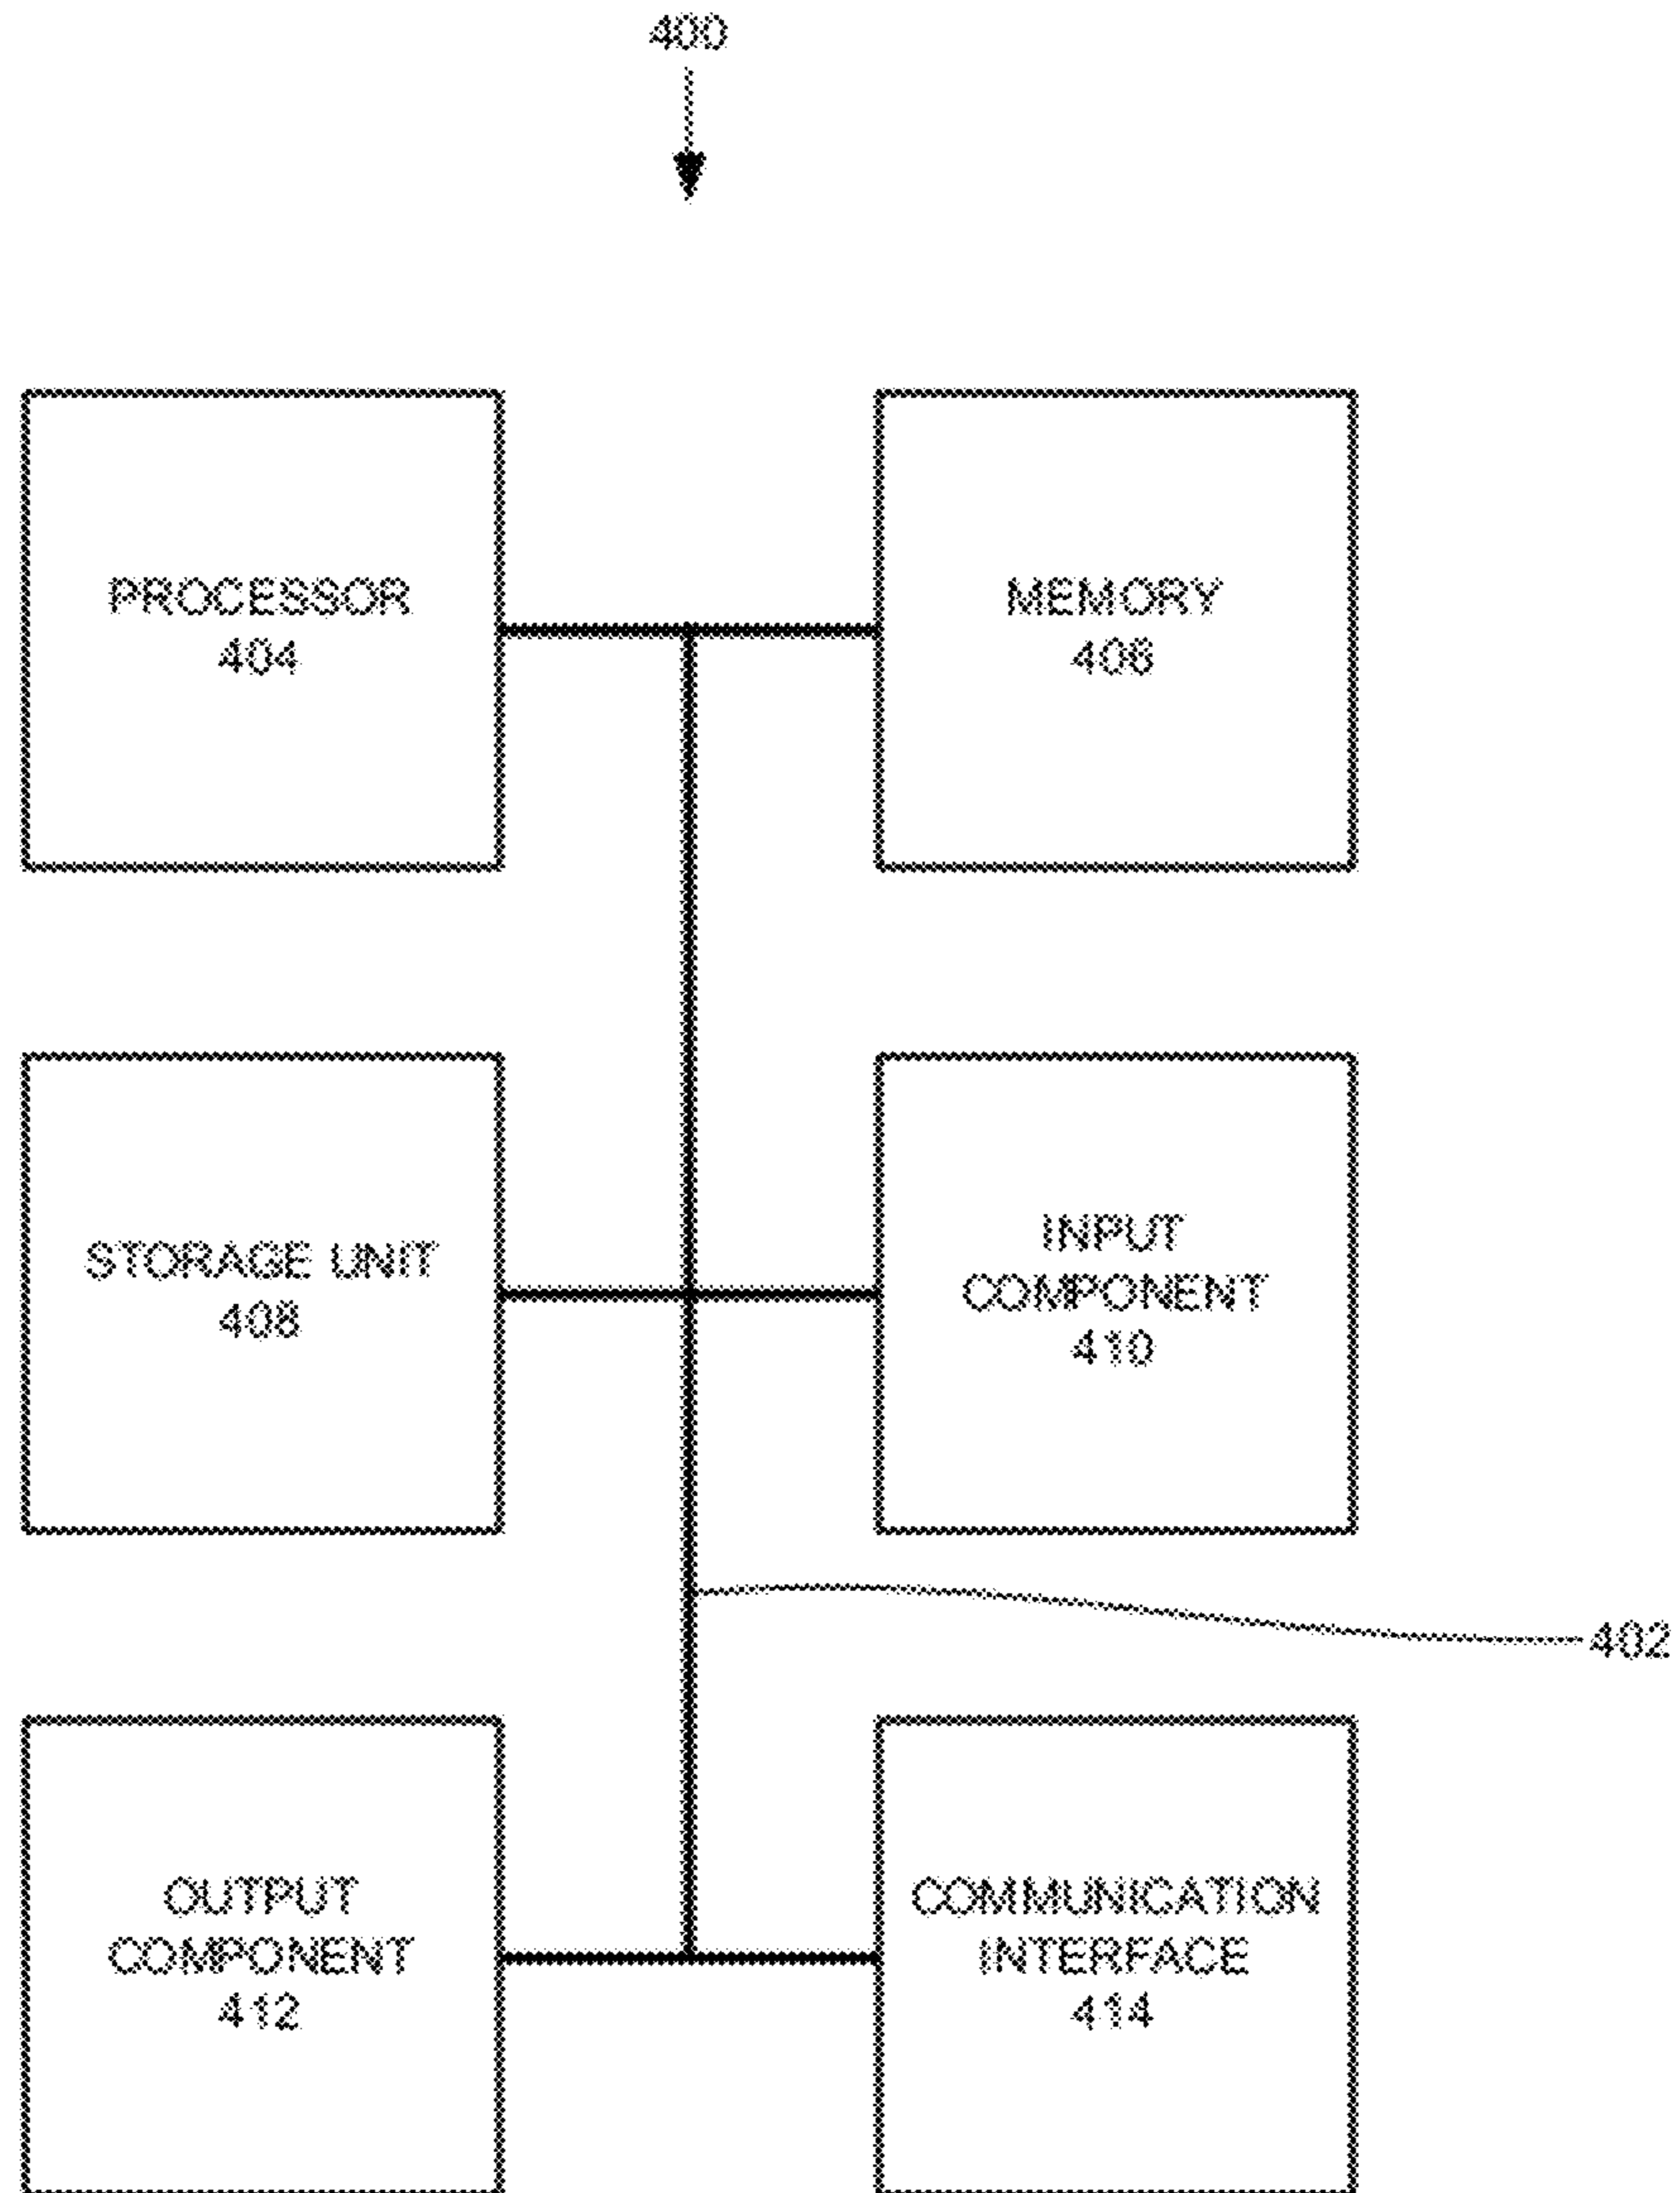 400
PROCESSOR
404
MEMORY
406
STORAGE UNIT
408
INPUT
COMPONENT
410
402
OUTPUT
COMPONENT
412
COMMUNICATION
INTERFACE
414